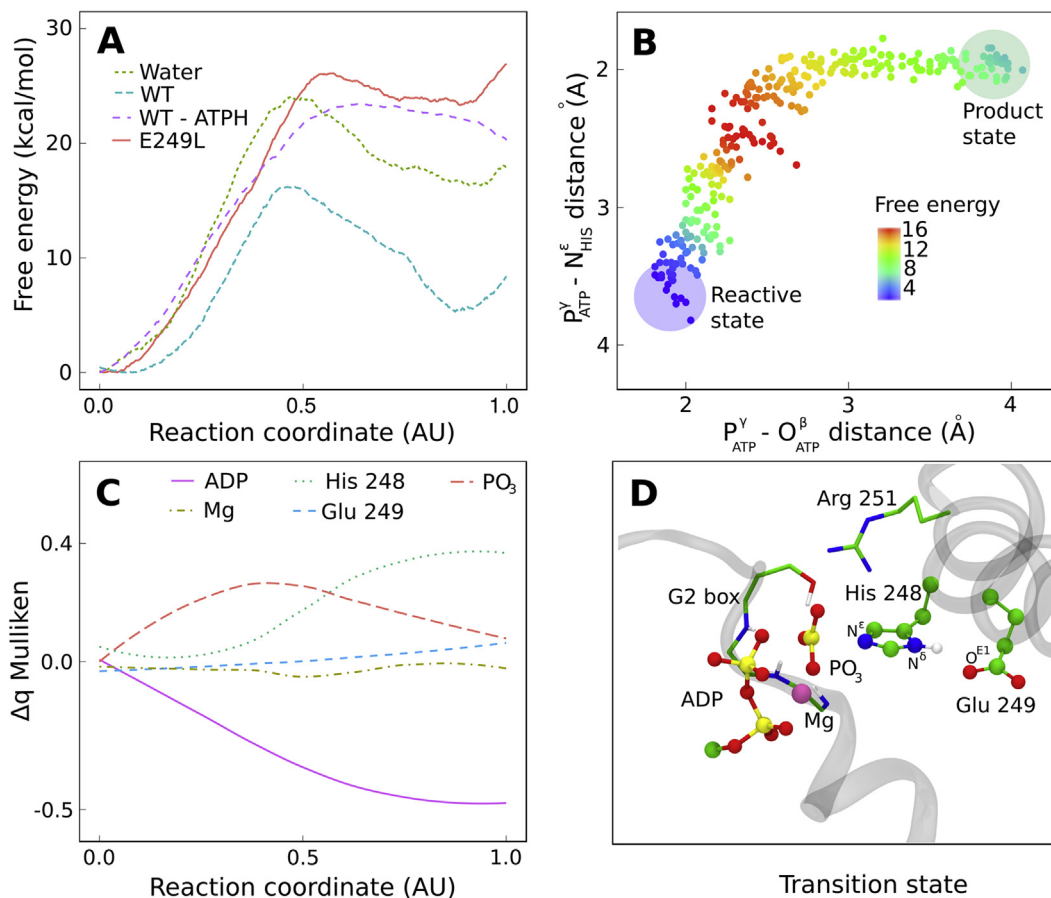 A
30
20
10
0
Free energy (kcal/mol)
Water
WT
WT - ATPH
E249L
0.0
0.5
1.0
Reaction coordinate (AU)
B
2
3
4
P^γ_ATP - N^ε_HIS distance (Å)
Product
state
Free energy
16
12
8
4
Reactive
state
2
3
4
P^γ_ATP - O^β_ATP distance (Å)
C
ADP
His 248
PO3
Mg
Glu 249
0.4
0.0
-0.5
Δq Mulliken
0.0
0.5
1.0
Reaction coordinate (AU)
D
Arg 251
G2 box
His 248
N^ε
N^δ
O^E1
PO3
ADP
Mg
Glu 249
Transition state